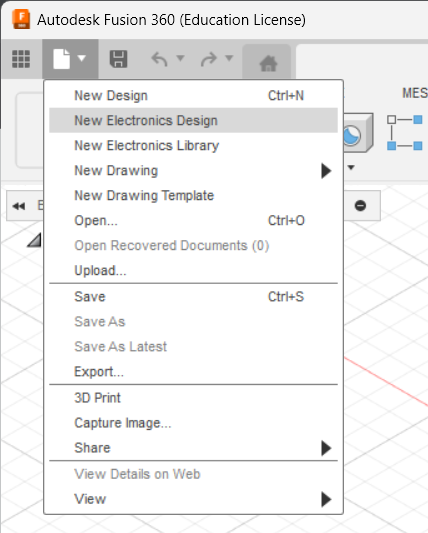 Autodesk Fusion 360 (Education License)
New Design Ctrl+N
MES
New Electronics Design
New Electronics Library
New Drawing
New Drawing Template
Open... Ctrl+O
Open Recovered Documents (0)
Upload...
Save Ctrl+S
Save As
Save As Latest
Export...
3D Print
Capture Image...
Share
View Details on Web
View